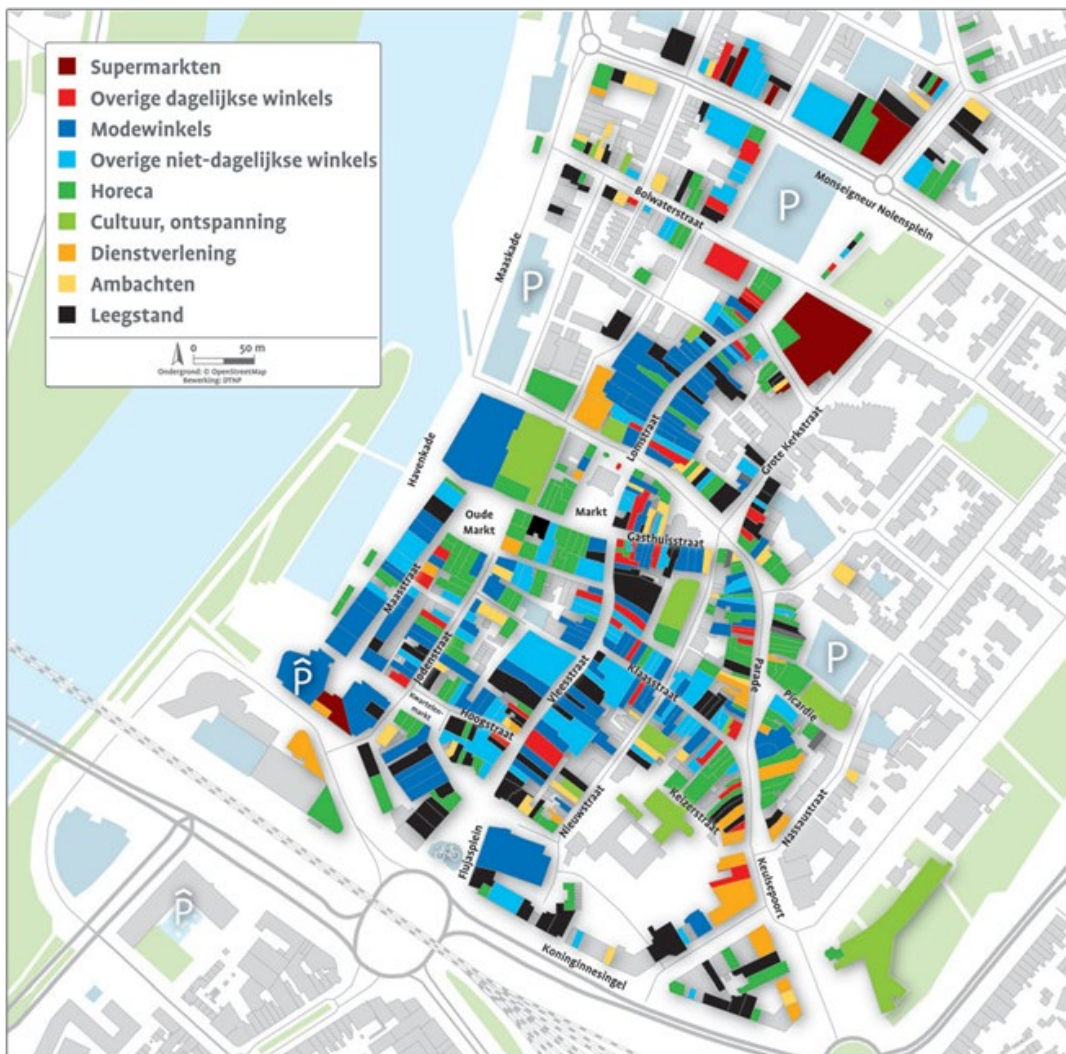 Supermarkten
Overige dagelijkse winkels
Modewinkels
Overige niet-dagelijkse winkels
Horeca
Cultuur, ontspanning
Dienstverlening
Ambachten
Leegstand
0 50 m
Ondergrond: © OpenStreetMap
Bewerking: DTNP
Monseigneur Nolensplein
P
Bolwaterstraat
Maaskade
P
Lomstraat
Grote Kerkstraat
Havenkade
Oude
Markt
Markt
Gasthuisstraat
Maasstraat
P
Jodenstraat
Kwartelen-
markt
Hoogstraat
Vleesstraat
Klaasstraat
Parade
P
Picardie
Nieuwstraat
Keizerstraat
Nassaustraat
Flujasplein
Keulsepoort
P
Koninginnesingel